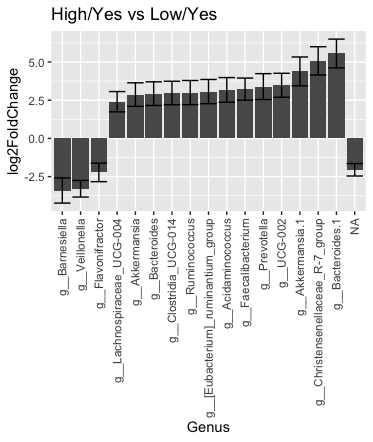 High/Yes vs Low/Yes
log2FoldChange
5.0
2.5
0.0
-2.5
g__Barnesiella
g__Veillonella
g__Flavonifractor
g__Lachnospiraceae_UCG-004
g__Akkermansia
g__Bacteroides
g__Clostridia_UCG-014
g__Ruminococcus
g__[Eubacterium]_ruminantium_group
g__Acidaminococcus
g__Faecalibacterium
g__Prevotella
g__UCG-002
g__Akkermansia.1
g__Christensenellaceae_R-7_group
g__Bacteroides.1
NA
Genus